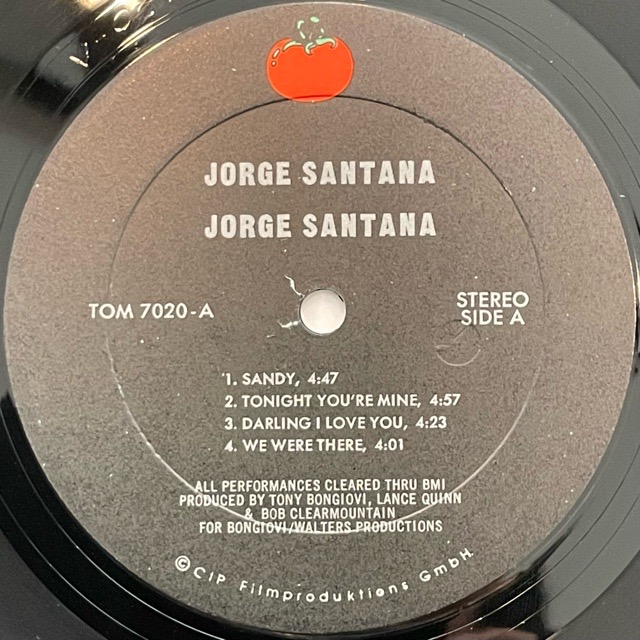 JORGE SANTANA
JORGE SANTANA
TOM 7020-A
STEREO
SIDE A
1. SANDY, 4:47
2. TONIGHT YOU'RE MINE, 4:57
3. DARLING I LOVE YOU, 4:23
4. WE WERE THERE, 4:01
ALL PERFORMANCES CLEARED THRU BMI
PRODUCED BY TONY BONGIOVI, LANCE QUINN
& BOB CLEARMOUNTAIN
FOR BONGIOVI/WALTERS PRODUCTIONS
©CIP Filmproduktions GmbH.